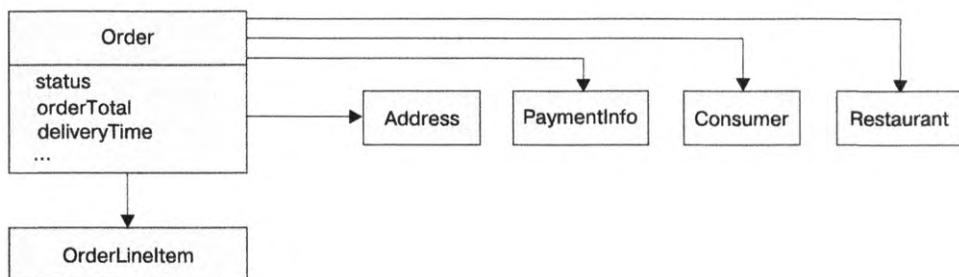 Order
status
orderTotal
deliveryTime
...
Address
PaymentInfo
Consumer
Restaurant
OrderLineItem